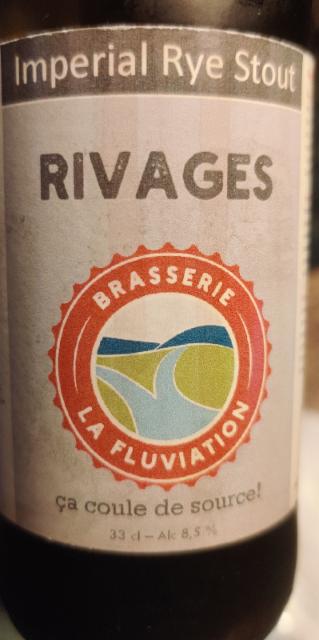 Imperial Rye Stout
RIVAGES
BRASSERIE
LA FLUVIATION
ça coule de source!
33 cl – Alc 8,5 %